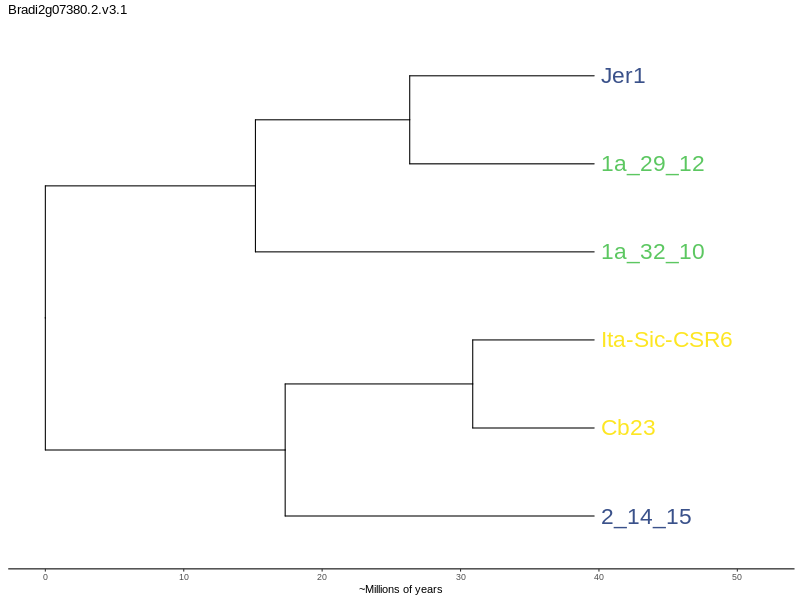 Bradi2g07380.2.v3.1
Jer1
1a_29_12
1a_32_10
Ita-Sic-CSR6
Cb23
2_14_15
0 10 20 30 40 50
~Millions of years